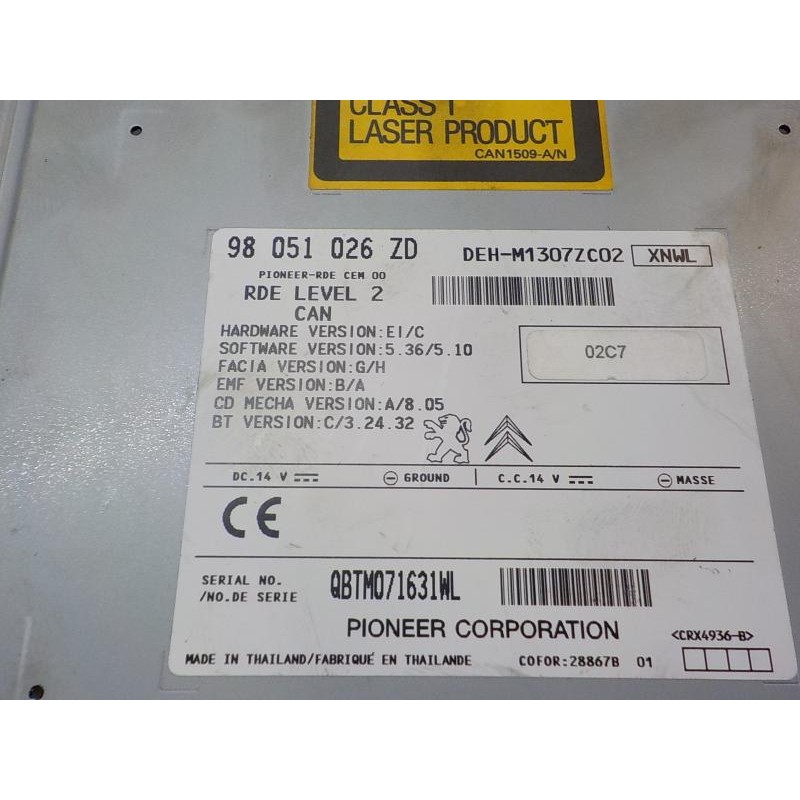 CLASS 1
LASER PRODUCT
CAN1509-A/N
98 051 026 ZD
DEH-M1307ZC02 XNWL
PIONEER-RDE CEM 00
RDE LEVEL 2
CAN
HARDWARE VERSION:EI/C
SOFTWARE VERSION:5.36/5.10
FACIA VERSION:G/H
EMF VERSION:B/A
CD MECHA VERSION:A/8.05
BT VERSION:C/3.24.32
02C7
DC.14 V GROUND C.C.14 V MASSE
CE
SERIAL NO.
/NO.DE SERIE
QBTM071631WL
PIONEER CORPORATION
<CRX4936-B>
MADE IN THAILAND/FABRIQUÉ EN THAILANDE COFOR:28867B 01